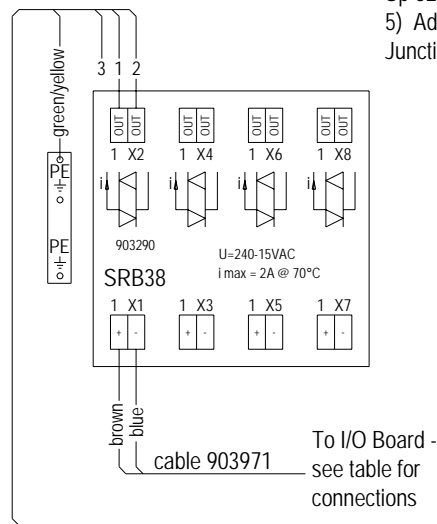 5) Ad
Juncti
green/yellow
3 1 2
OUT OUT OUT OUT OUT OUT OUT OUT
1 X2 1 X4 1 X6 1 X8
PE
i i i i
903290
U=240-15VAC
i max = 2A @ 70°C
SRB38
PE
1 X1 1 X3 1 X5 1 X7
+ - + - + - + -
brown
blue
cable 903971
To I/O Board -
see table for
connections